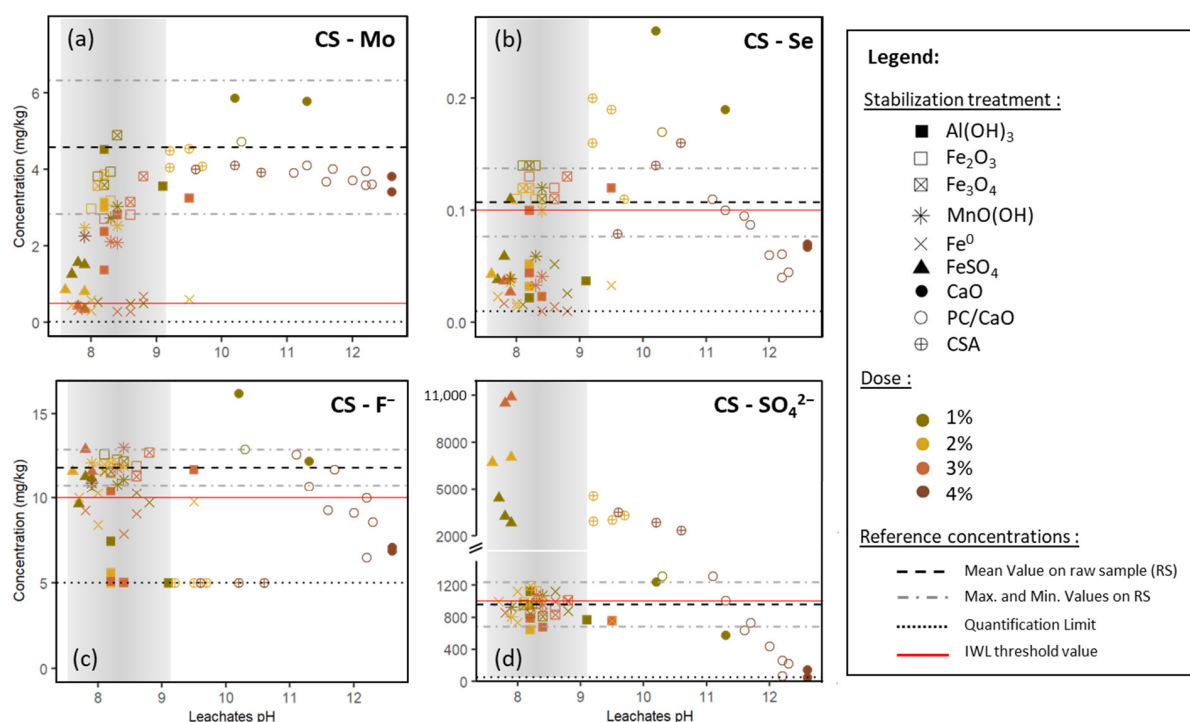 (a)
CS - Mo
Concentration (mg/kg)
6
4
2
0
8
9
10
11
12
(b)
CS - Se
0.2
0.1
0.0
8
9
10
11
12
(c)
CS - F⁻
Concentration (mg/kg)
15
10
5
0
8
9
10
11
12
Leachates pH
(d)
CS - SO₄²⁻
11,000
10000
7500
5000
2500
1200
800
400
0
8
9
10
11
12
Leachates pH
Legend:
Stabilization treatment :
Al(OH)₃
Fe₂O₃
Fe₃O₄
MnO(OH)
Fe⁰
FeSO₄
CaO
PC/CaO
CSA
Dose :
1%
2%
3%
4%
Reference concentrations :
Mean Value on raw sample (RS)
Max. and Min. Values on RS
Quantification Limit
IWL threshold value